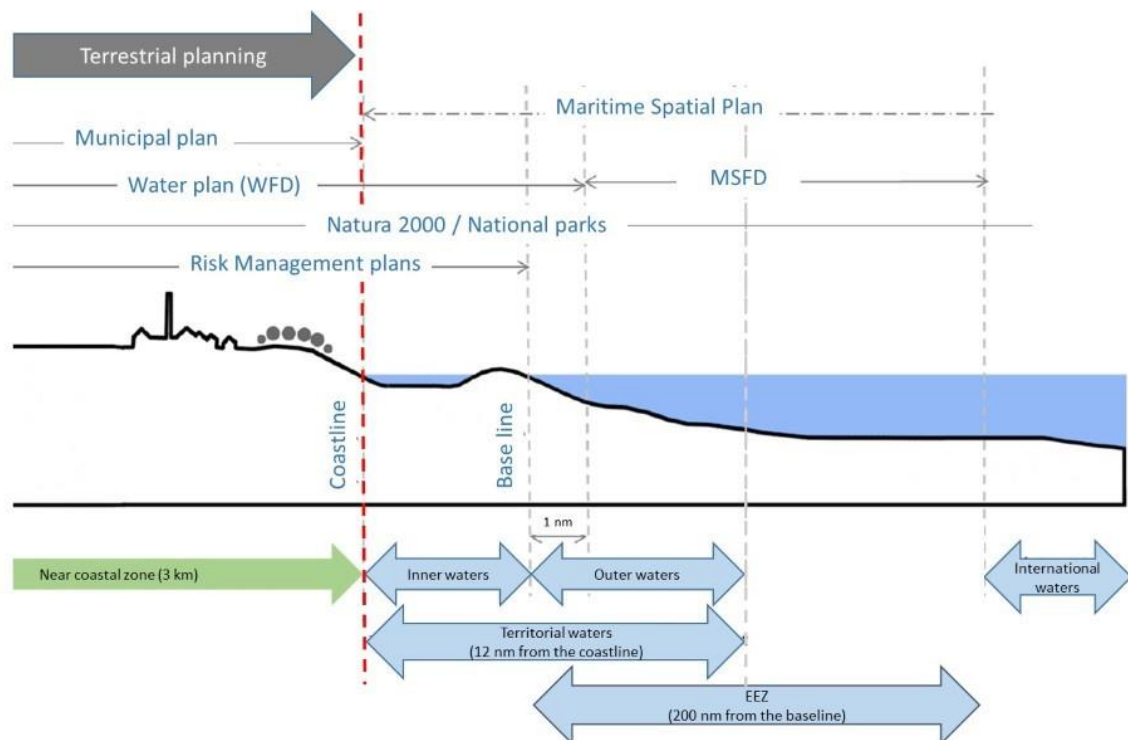 Terrestrial planning
Maritime Spatial Plan
Municipal plan
Water plan (WFD)
MSFD
Natura 2000 / National parks
Risk Management plans
Coastline
Base line
1 nm
Near coastal zone (3 km)
Inner waters
Outer waters
International
waters
Territorial waters
(12 nm from the coastline)
EEZ
(200 nm from the baseline)